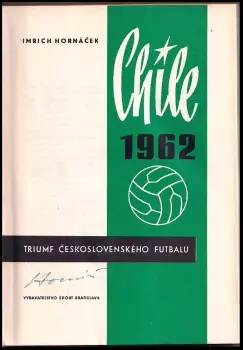 IMRICH HORNÁČEK
Chile
1962
TRIUMF ČESKOSLOVENSKÉHO FUTBALU
VYDAVATEĽSTVO ŠPORT BRATISLAVA